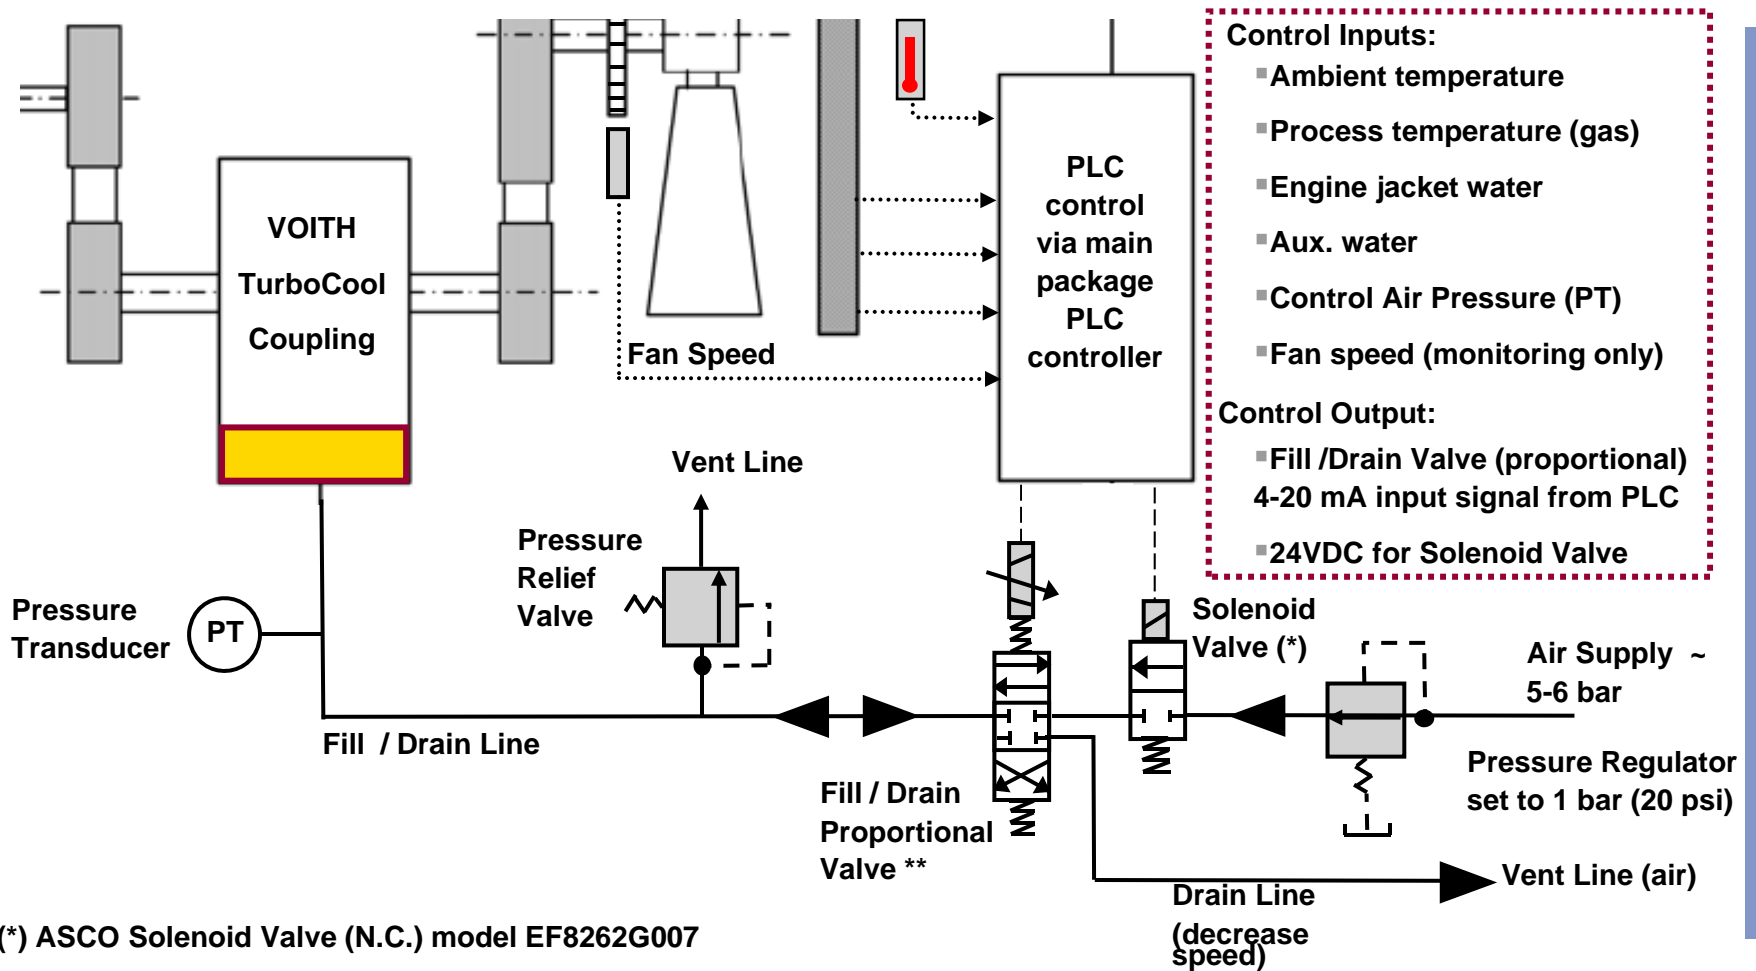 Control Inputs:
▪Ambient temperature
▪Process temperature (gas)
▪Engine jacket water
▪Aux. water
▪Control Air Pressure (PT)
▪Fan speed (monitoring only)
Control Output:
▪Fill /Drain Valve (proportional)
4-20 mA input signal from PLC
▪24VDC for Solenoid Valve
PLC
control
via main
package
PLC
controller
VOITH
TurboCool
Coupling
Fan Speed
Vent Line
Pressure
Relief
Valve
Pressure
Transducer
PT
Solenoid
Valve (*)
Air Supply ~
5-6 bar
Fill / Drain Line
Pressure Regulator
set to 1 bar (20 psi)
Fill / Drain
Proportional
Valve **
Vent Line (air)
Drain Line
(decrease
speed)
(*) ASCO Solenoid Valve (N.C.) model EF8262G007